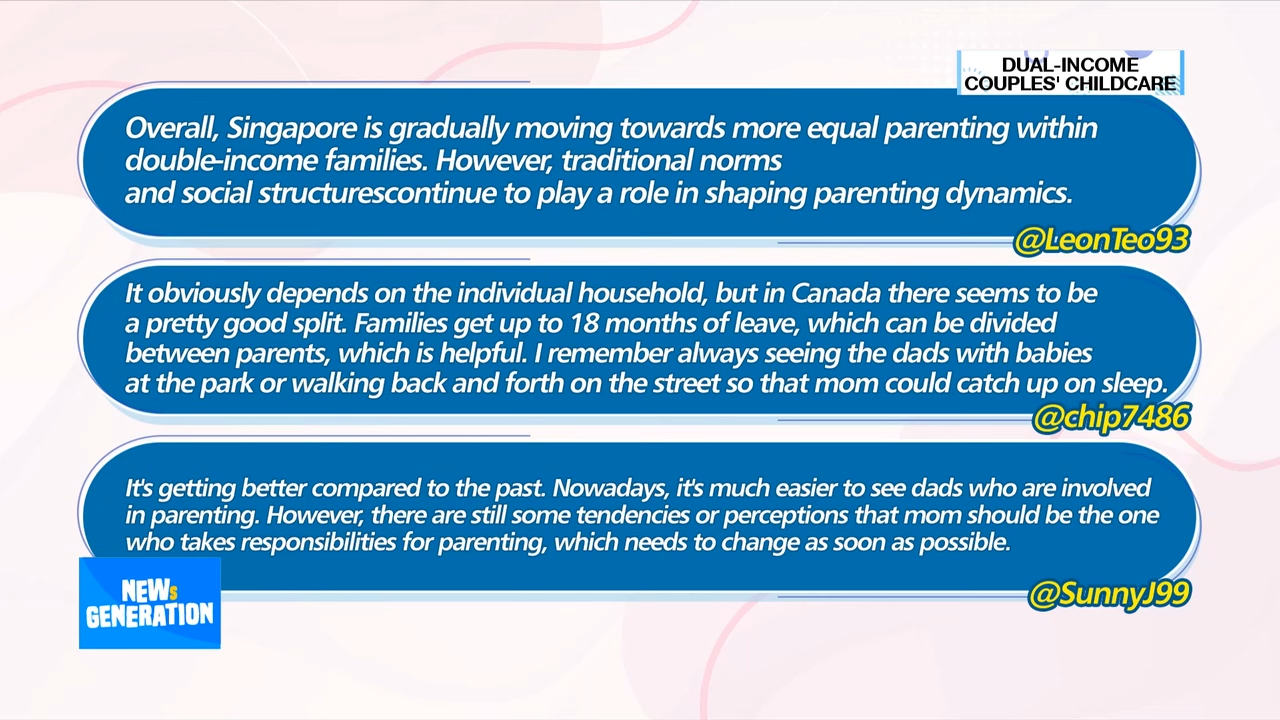 DUAL-INCOME
COUPLES' CHILDCARE
Overall, Singapore is gradually moving towards more equal parenting within
double-income families. However, traditional norms
and social structurescontinue to play a role in shaping parenting dynamics.
@LeonTeo93
It obviously depends on the individual household, but in Canada there seems to be
a pretty good split. Families get up to 18 months of leave, which can be divided
between parents, which is helpful. I remember always seeing the dads with babies
at the park or walking back and forth on the street so that mom could catch up on sleep.
@chip7486
It's getting better compared to the past. Nowadays, it's much easier to see dads who are involved
in parenting. However, there are still some tendencies or perceptions that mom should be the one
who takes responsibilities for parenting, which needs to change as soon as possible.
@SunnyJ99
NEWs
GENERATION